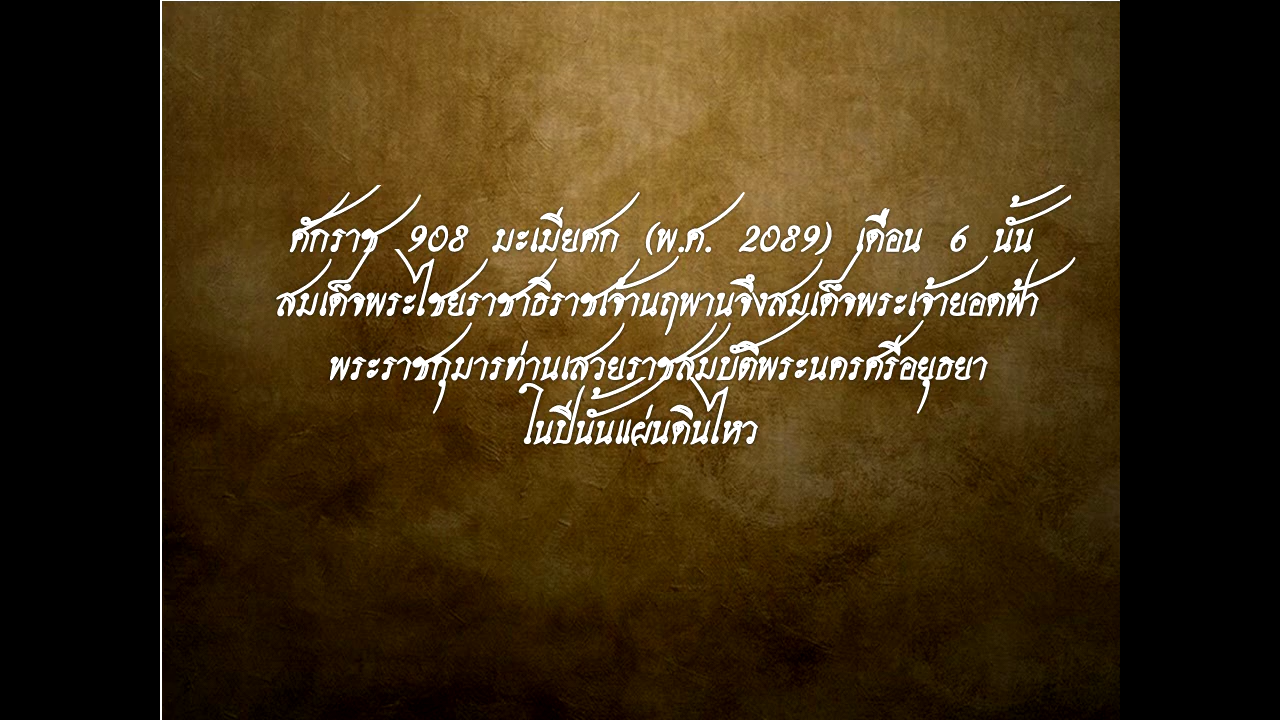 ศักราช 908 มะเมียศก (พ.ศ. 2089) เดือน 6 นั้น
สมเด็จพระไชยราชาธิราชเจ้านฤพานจึงสมเด็จพระเจ้ายอดฟ้า
พระราชกุมารท่านเสวยราชสมบัติพระนครศรีอยุธยา
ในปีนั้นแผ่นดินไหว